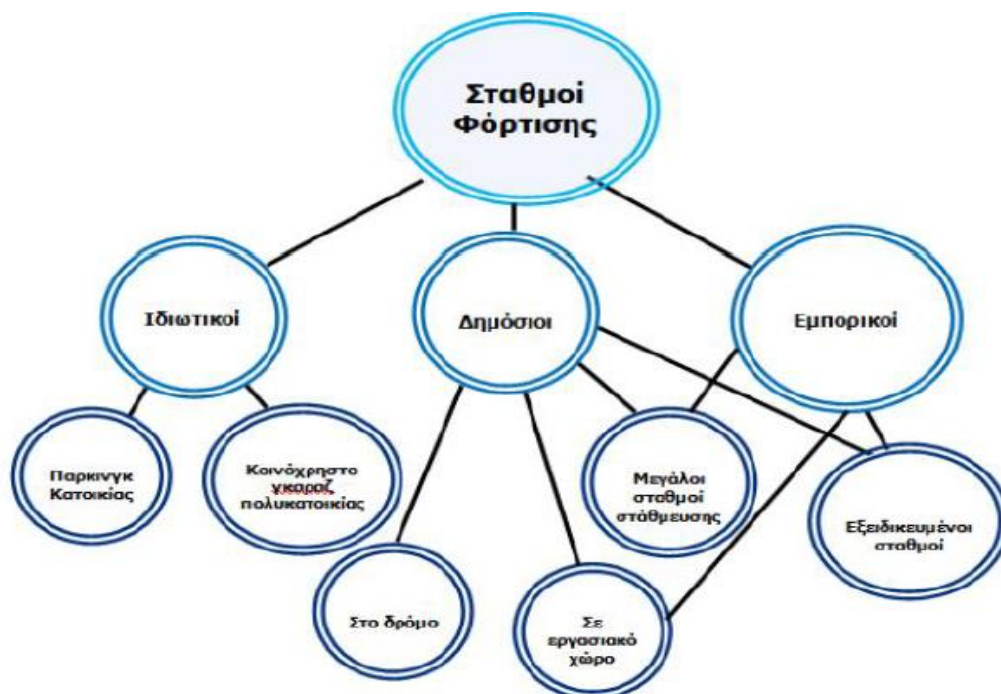 Σταθμοί
Φόρτισης
Ιδιωτικοί
Δημόσιοι
Εμπορικοί
Παρκινγκ
Κατοικίας
Κοινόχρηστο
γκαραζ
πολυκατοικίας
Μεγάλοι
σταθμοί
στάθμευσης
Εξειδικευμένοι
σταθμοί
Στο δρόμο
Σε
εργασιακό
χώρο